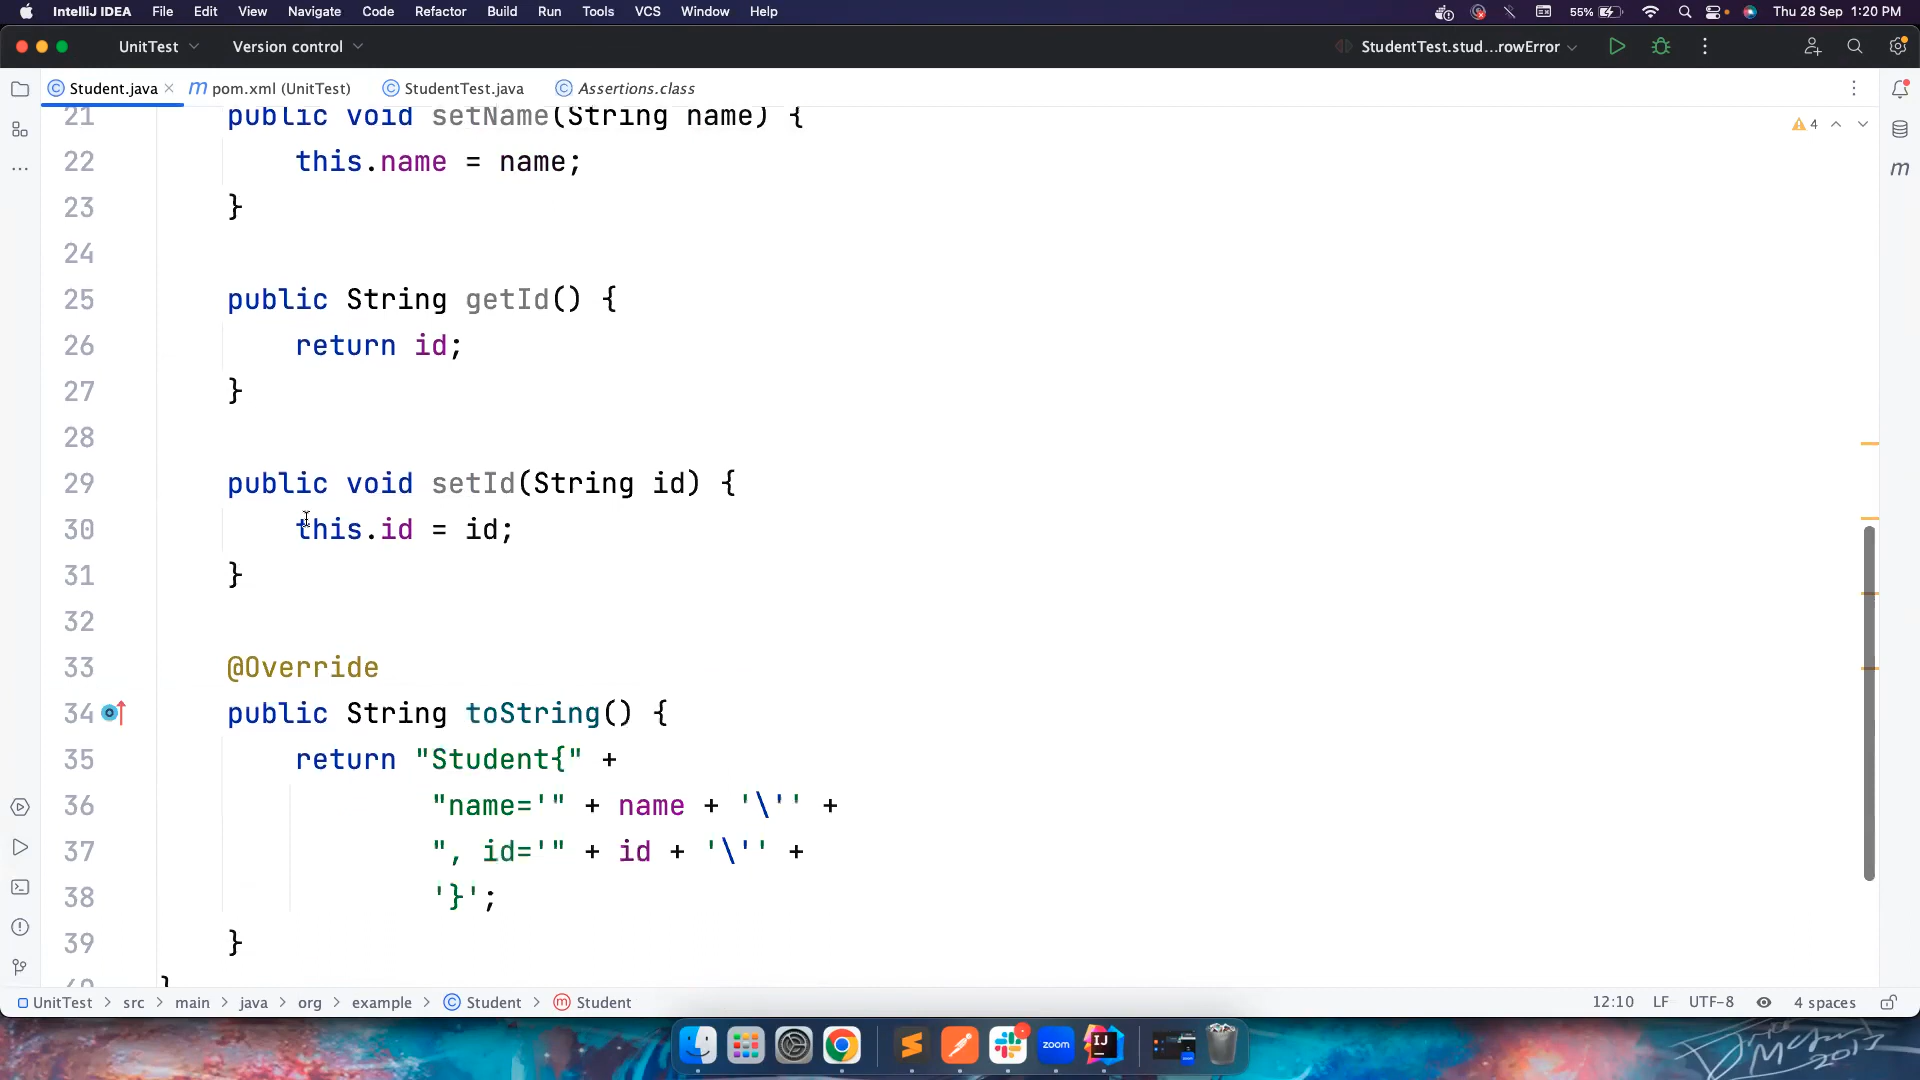 IntelliJ IDEA File Edit View Navigate Code Refactor Build Run Tools VCS Window Help 55% Thu 28 Sep 1:20 PM
UnitTest Version control StudentTest.stud...rowError
Student.java pom.xml (UnitTest) StudentTest.java Assertions.class
21 public void setName(String name) { 4
22 this.name = name;
23 }
24
25 public String getId() {
26 return id;
27 }
28
29 public void setId(String id) {
30 this.id = id;
31 }
32
33 @Override
34 public String toString() {
35 return "Student{" +
36 "name='" + name + '\'' +
37 ", id='" + id + '\'' +
38 '}';
39 }
40 }
UnitTest > src > main > java > org > example > Student > Student 12:10 LF UTF-8 4 spaces
zoom
IJ